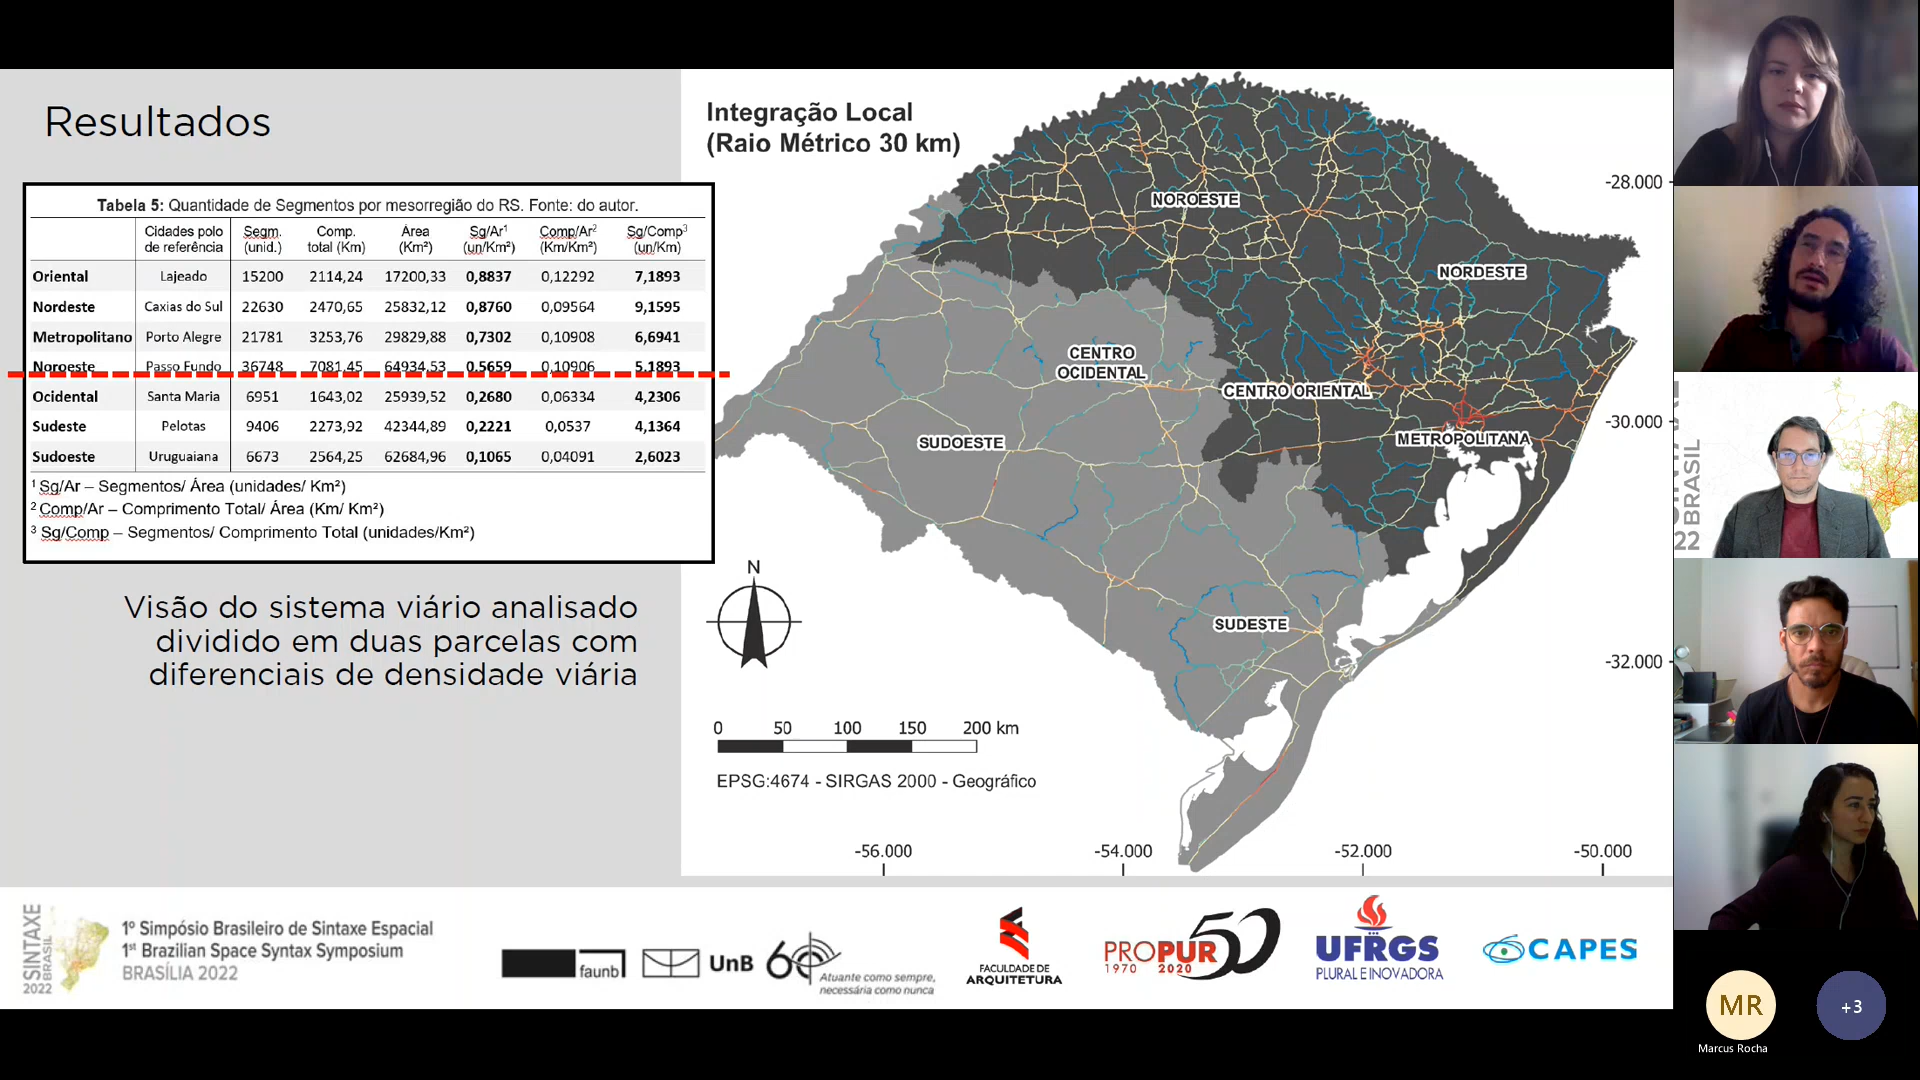 Resultados
Tabela 5: Quantidade de Segmentos por mesorregião do RS. Fonte: do autor.
Cidades polo de referência Segm. (unid.) Comp. total (Km) Área (Km²) Sg/Ar¹ (un/Km²) Comp/Ar² (Km/Km²) Sg/Comp³ (un/Km)
Oriental Lajeado 15200 2114,24 17200,33 0,8837 0,12292 7,1893
Nordeste Caxias do Sul 22630 2470,65 25832,12 0,8760 0,09564 9,1595
Metropolitano Porto Alegre 21781 3253,76 29829,88 0,7302 0,10908 6,6941
Noroeste Passo Fundo 36748 7081,45 64934,53 0,5659 0,10906 5,1893
Ocidental Santa Maria 6951 1643,02 25939,52 0,2680 0,06334 4,2306
Sudeste Pelotas 9406 2273,92 42344,89 0,2221 0,0537 4,1364
Sudoeste Uruguaiana 6673 2564,25 62684,96 0,1065 0,04091 2,6023
¹ Sg/Ar – Segmentos/ Área (unidades/ Km²)
² Comp/Ar – Comprimento Total/ Área (Km/ Km²)
³ Sg/Comp – Segmentos/ Comprimento Total (unidades/Km²)
Visão do sistema viário analisado
dividido em duas parcelas com
diferenciais de densidade viária
Integração Local
(Raio Métrico 30 km)
NOROESTE
NORDESTE
CENTRO
OCIDENTAL
CENTRO ORIENTAL
SUDOESTE
METROPOLITANA
SUDESTE
-28.000
-30.000
-32.000
N
0 50 100 150 200 km
EPSG:4674 - SIRGAS 2000 - Geográfico
-56.000 -54.000 -52.000 -50.000
SINTAXE
BRASIL
2022
1º Simpósio Brasileiro de Sintaxe Espacial
1st Brazilian Space Syntax Symposium
BRASÍLIA 2022
faunb
UnB
60
Atuante como sempre,
necessária como nunca
FACULDADE DE
ARQUITETURA
PROPUR 50
1970 2020
UFRGS
PLURAL E INOVADORA
CAPES
BRASIL
22
MR
Marcus Rocha
+3